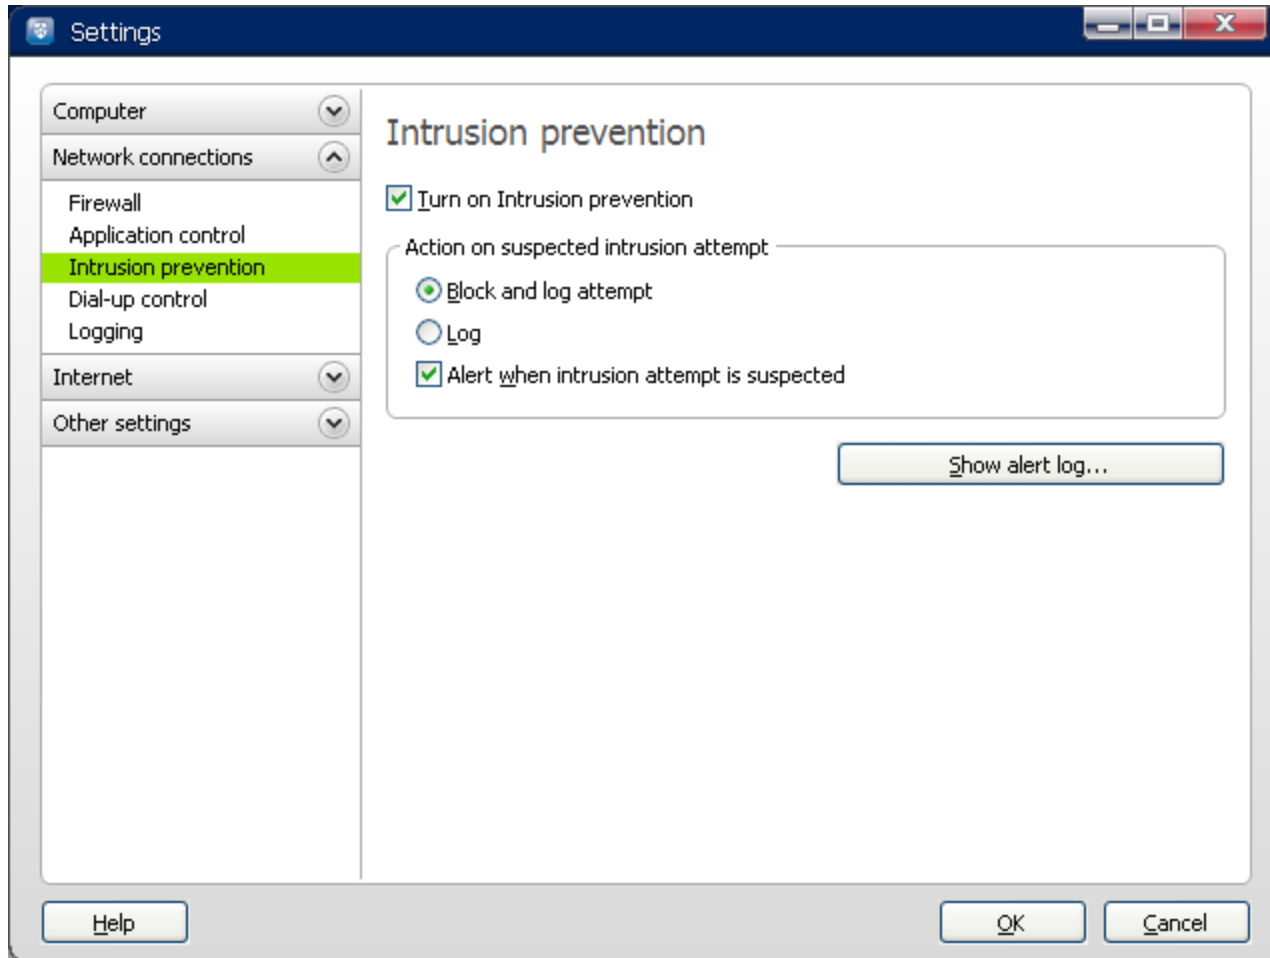 Settings
Computer
Network connections
Firewall
Application control
Intrusion prevention
Dial-up control
Logging
Internet
Other settings
Intrusion prevention
Turn on Intrusion prevention
Action on suspected intrusion attempt
Block and log attempt
Log
Alert when intrusion attempt is suspected
Show alert log...
Help
OK
Cancel